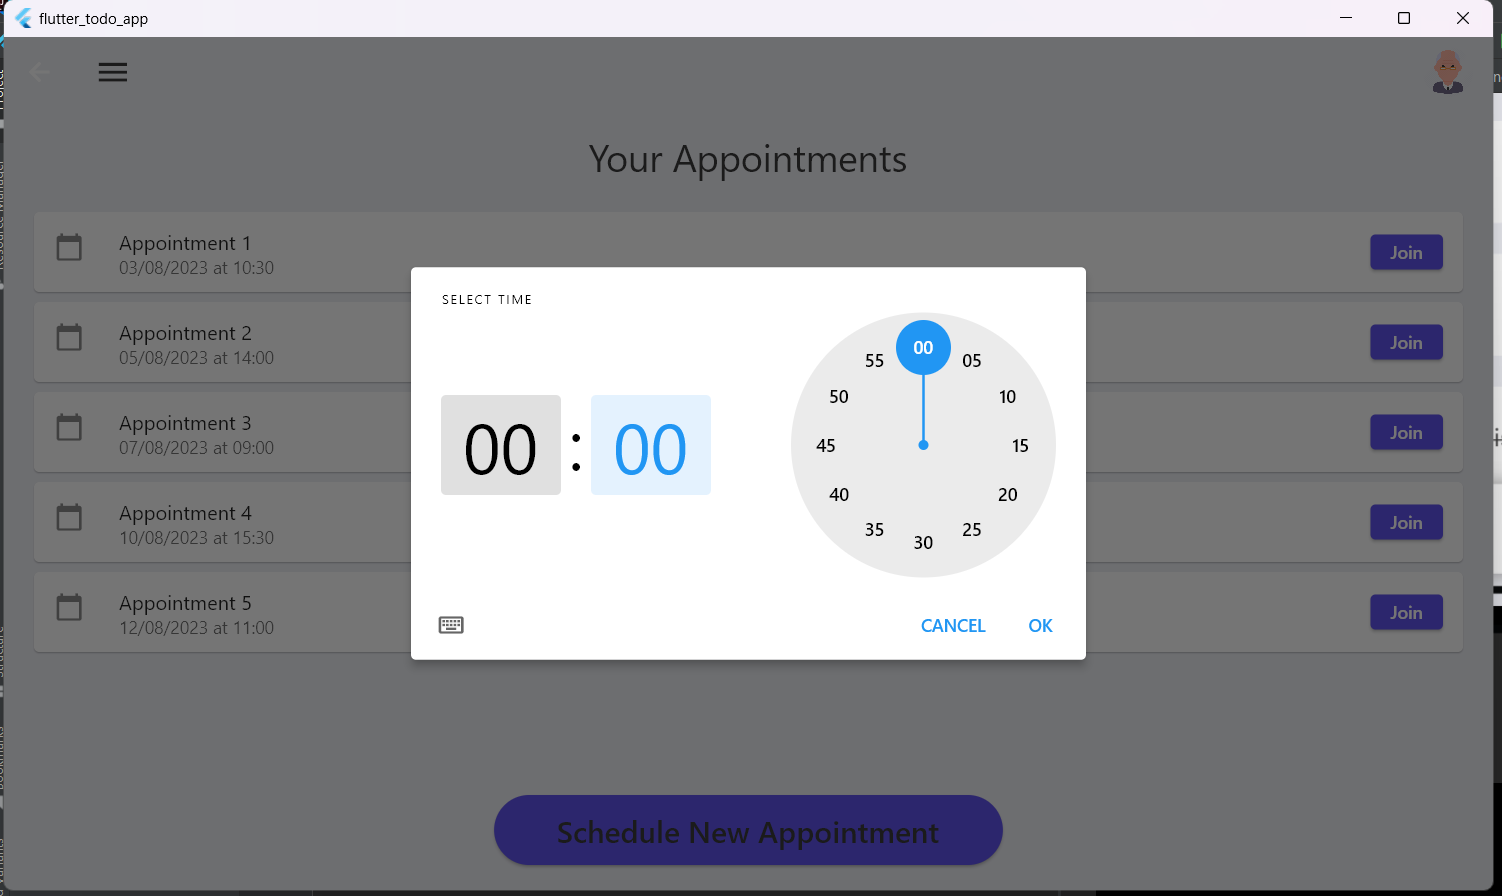 flutter_todo_app
Your Appointments
Appointment 1
03/08/2023 at 10:30
Join
Appointment 2
05/08/2023 at 14:00
Join
Appointment 3
07/08/2023 at 09:00
Join
Appointment 4
10/08/2023 at 15:30
Join
Appointment 5
12/08/2023 at 11:00
Join
SELECT TIME
00 : 00
00
05
10
15
20
25
30
35
40
45
50
55
CANCEL
OK
Schedule New Appointment